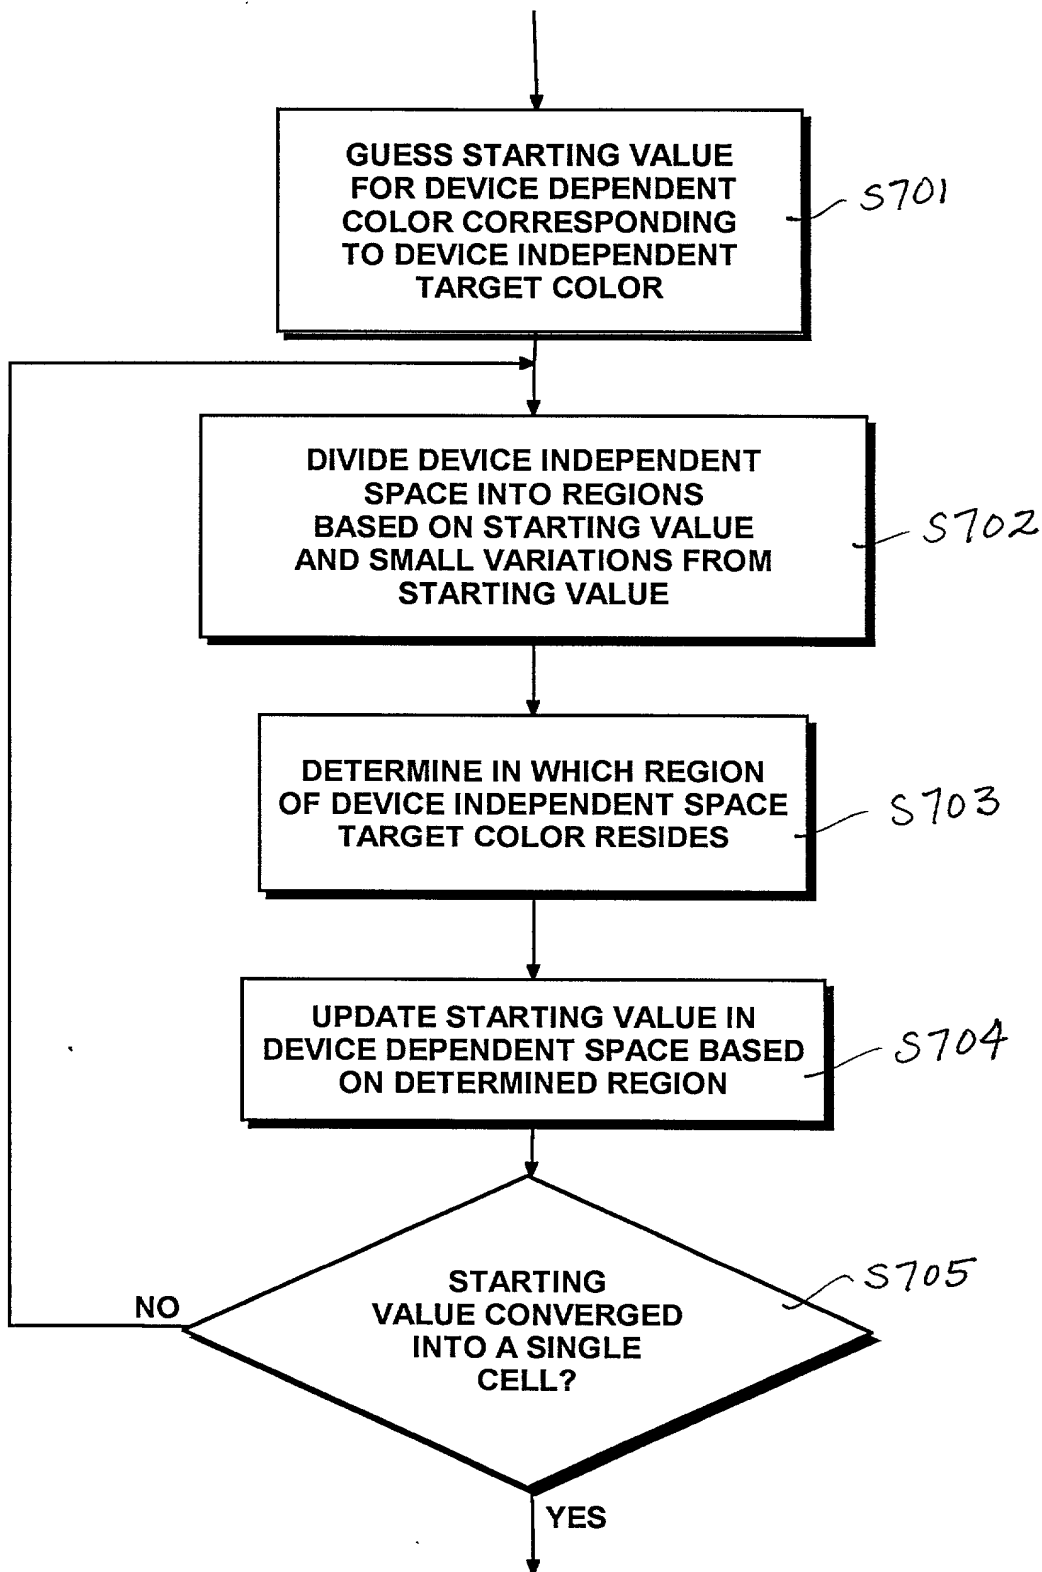 GUESS STARTING VALUE
FOR DEVICE DEPENDENT
COLOR CORRESPONDING
TO DEVICE INDEPENDENT
TARGET COLOR
S701
DIVIDE DEVICE INDEPENDENT
SPACE INTO REGIONS
BASED ON STARTING VALUE
AND SMALL VARIATIONS FROM
STARTING VALUE
S702
DETERMINE IN WHICH REGION
OF DEVICE INDEPENDENT SPACE
TARGET COLOR RESIDES
S703
UPDATE STARTING VALUE IN
DEVICE DEPENDENT SPACE BASED
ON DETERMINED REGION
S704
STARTING
VALUE CONVERGED
INTO A SINGLE
CELL?
S705
NO
YES